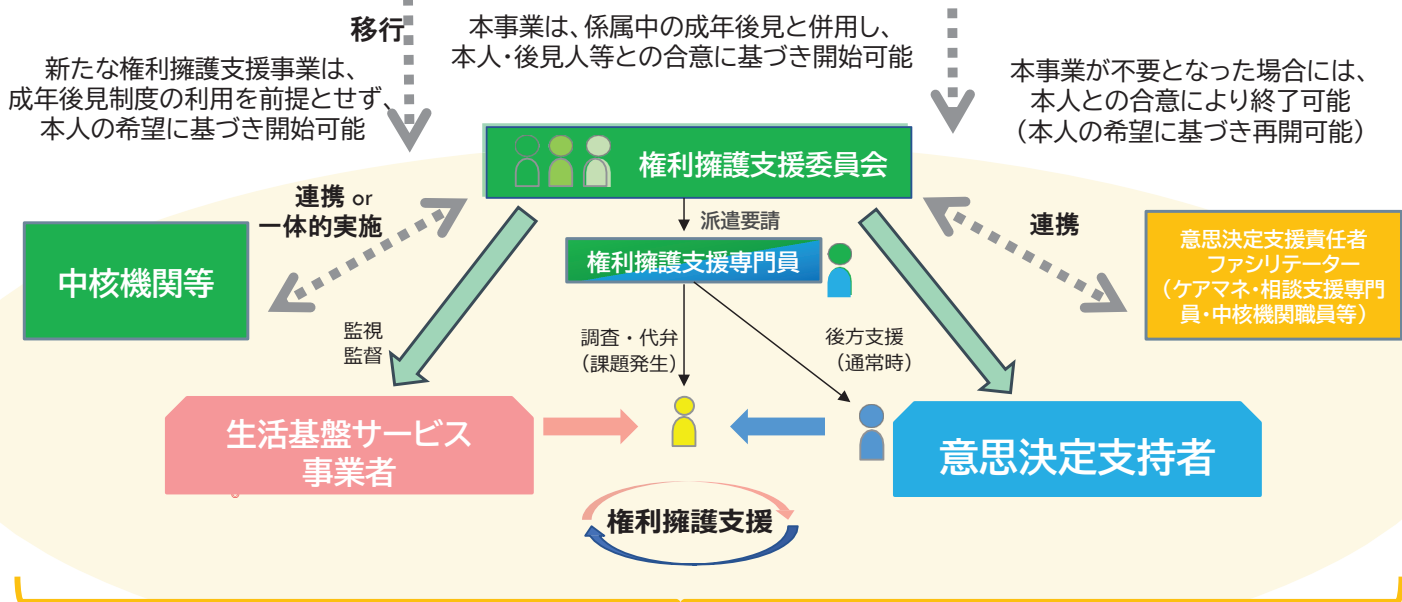 移行
本事業は、係属中の成年後見と併用し、
本人・後見人等との合意に基づき開始可能
新たな権利擁護支援事業は、
成年後見制度の利用を前提とせず、
本人の希望に基づき開始可能
本事業が不要となった場合には、
本人との合意により終了可能
（本人の希望に基づき再開可能）
権利擁護支援委員会
連携 or
一体的実施
派遣要請
連携
中核機関等
権利擁護支援専門員
意思決定支援責任者
ファシリテーター
（ケアマネ・相談支援専門
員・中核機関職員等）
監視
監督
調査・代弁
（課題発生）
後方支援
（通常時）
生活基盤サービス
事業者
意思決定支持者
権利擁護支援